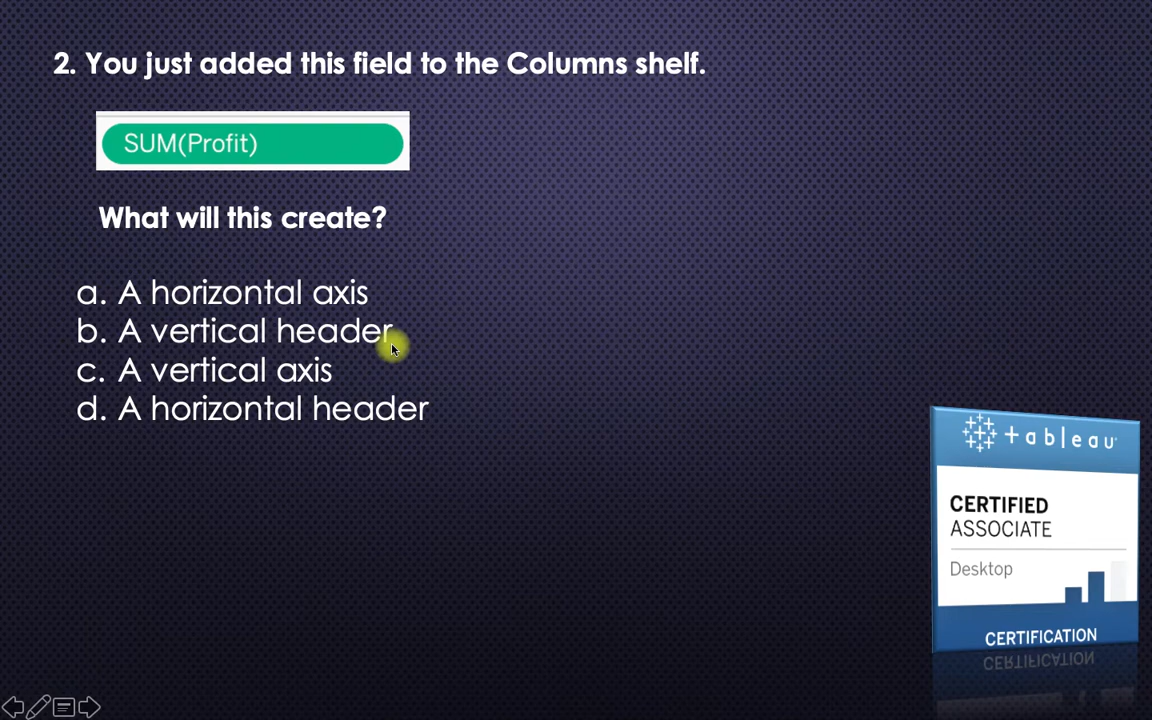 2. You just added this field to the Columns shelf.
SUM(Profit)
What will this create?
a. A horizontal axis
b. A vertical header
c. A vertical axis
d. A horizontal header
+ableau
CERTIFIED
ASSOCIATE
Desktop
CERTIFICATION